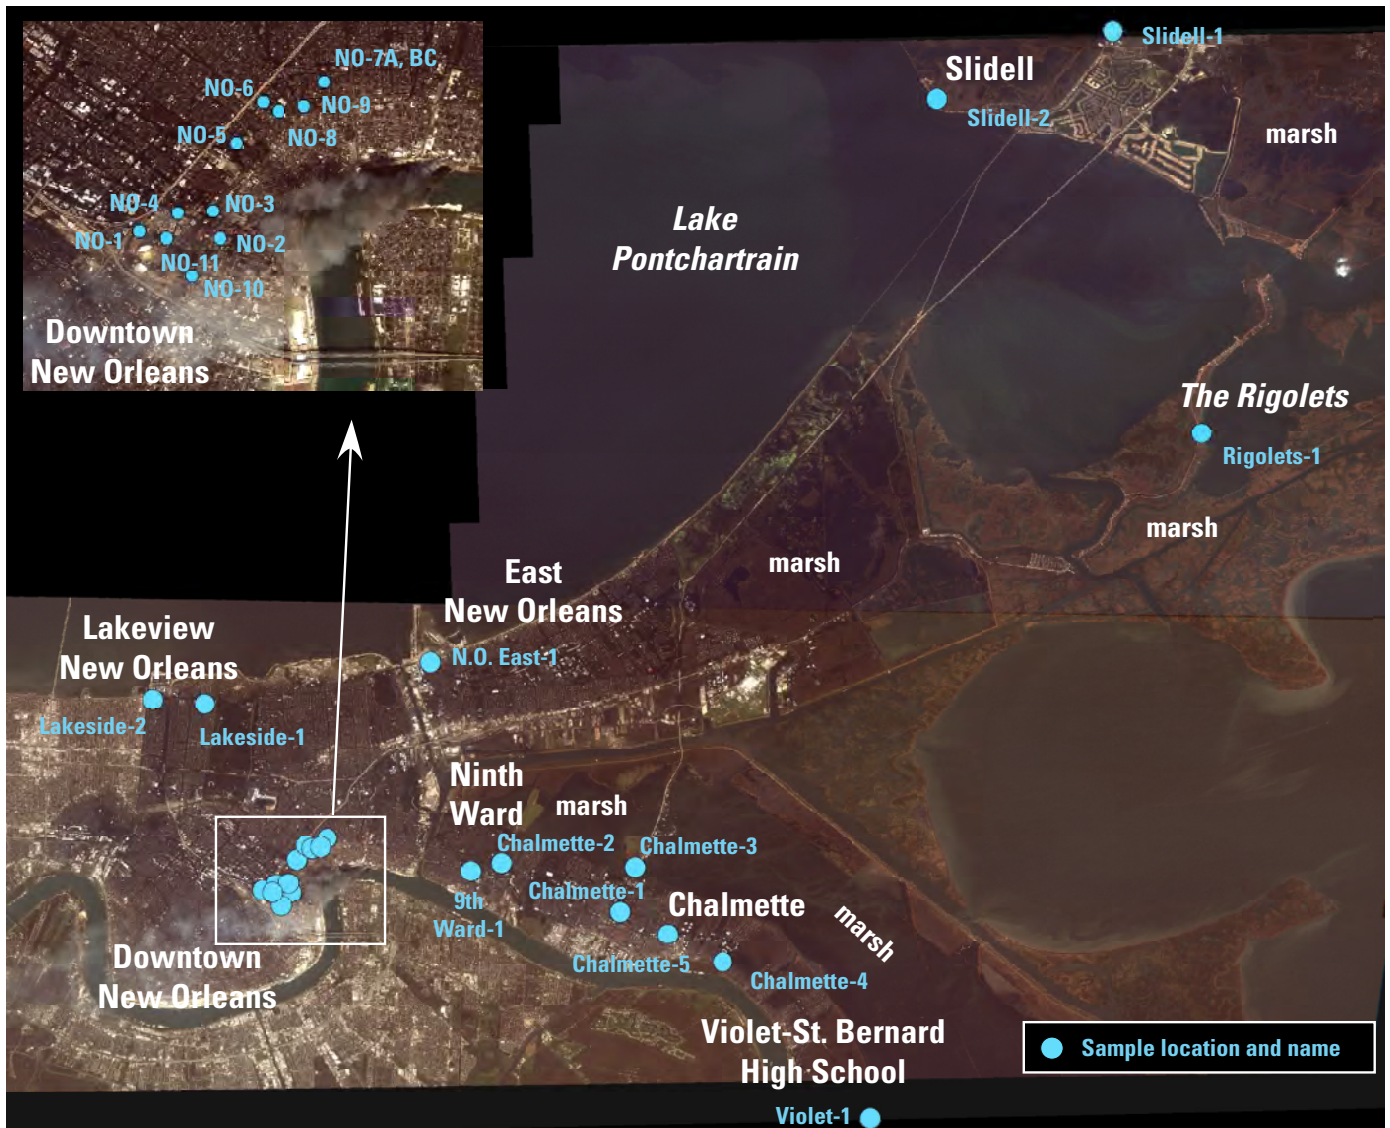 NO-7A, BC
NO-6
NO-9
NO-8
NO-5
NO-4
NO-3
NO-1
NO-2
NO-11
NO-10
Downtown
New Orleans
Slidell-1
Slidell
Slidell-2
marsh
Lake
Pontchartrain
The Rigolets
Rigolets-1
marsh
marsh
East
New Orleans
N.O. East-1
Lakeview
New Orleans
Lakeside-2
Lakeside-1
Ninth
Ward
marsh
Chalmette-2
Chalmette-3
Chalmette-1
9th
Ward-1
Chalmette
marsh
Chalmette-5
Chalmette-4
Downtown
New Orleans
Violet-St. Bernard
High School
Violet-1
Sample location and name